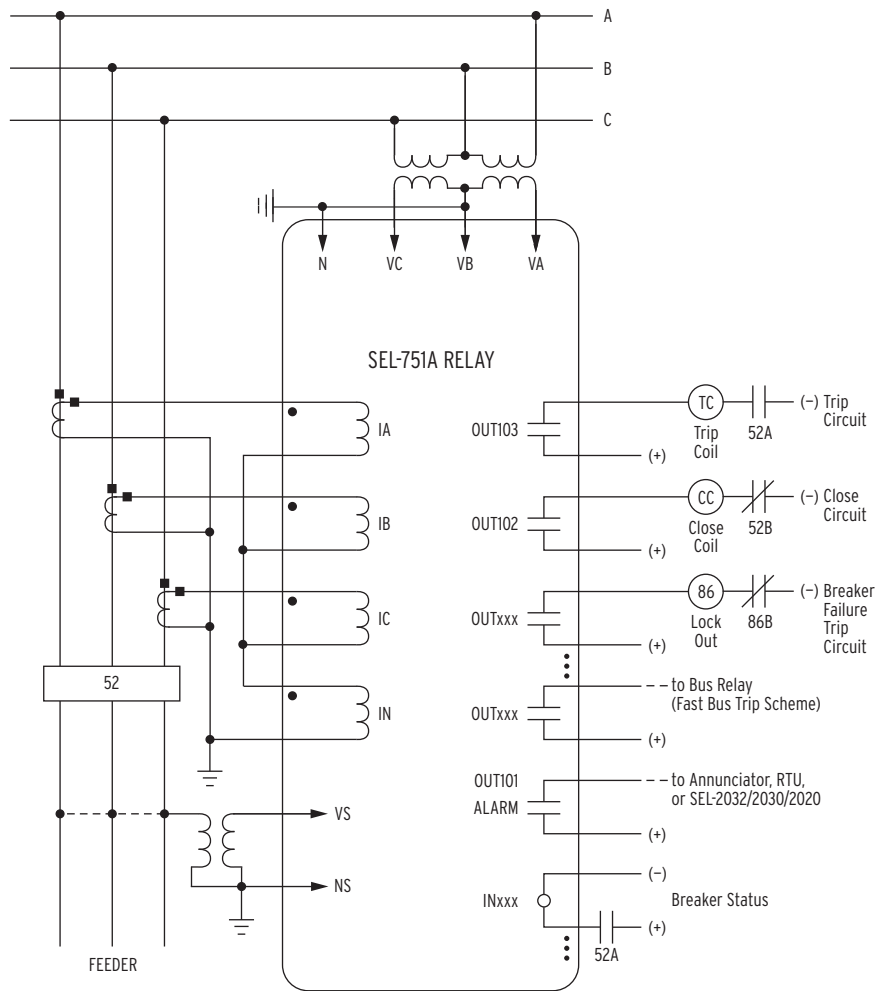 A
B
C
N VC VB VA
SEL-751A RELAY
IA
IB
IC
IN
52
VS
NS
FEEDER
OUT103
TC
Trip
Coil
52A
(–) Trip
Circuit
(+)
OUT102
CC
Close
Coil
52B
(–) Close
Circuit
(+)
OUTxxx
86
Lock
Out
86B
(–) Breaker
Failure
Trip
Circuit
(+)
OUTxxx
to Bus Relay
(Fast Bus Trip Scheme)
(+)
OUT101
ALARM
to Annunciator, RTU,
or SEL-2032/2030/2020
(+)
INxxx
(–)
Breaker Status
(+)
52A